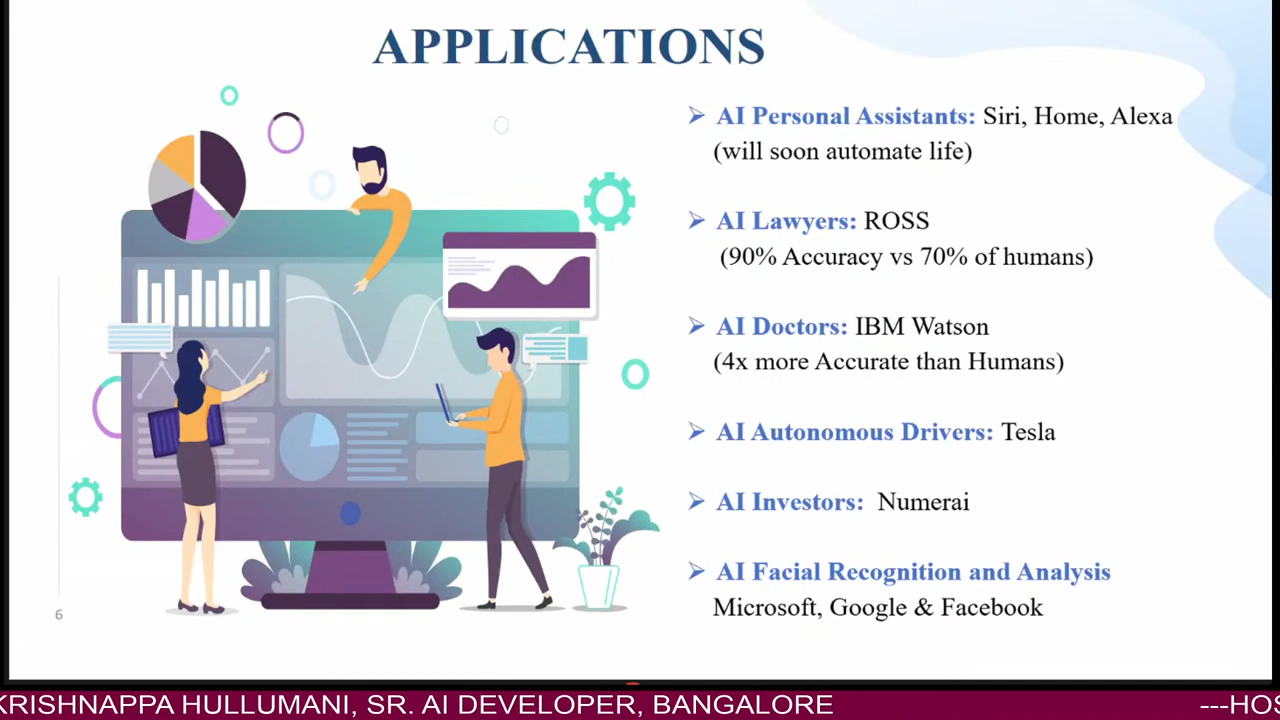 APPLICATIONS
➢ AI Personal Assistants: Siri, Home, Alexa
(will soon automate life)
➢ AI Lawyers: ROSS
(90% Accuracy vs 70% of humans)
➢ AI Doctors: IBM Watson
(4x more Accurate than Humans)
➢ AI Autonomous Drivers: Tesla
➢ AI Investors: Numerai
➢ AI Facial Recognition and Analysis
Microsoft, Google & Facebook
6
KRISHNAPPA HULLUMANI, SR. AI DEVELOPER, BANGALORE ---HOS